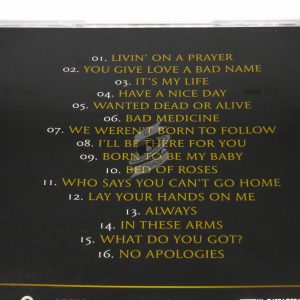 01. LIVIN' ON A PRAYER
02. YOU GIVE LOVE A BAD NAME
03. IT'S MY LIFE
04. HAVE A NICE DAY
05. WANTED DEAD OR ALIVE
06. BAD MEDICINE
07. WE WEREN'T BORN TO FOLLOW
08. I'LL BE THERE FOR YOU
09. BORN TO BE MY BABY
10. BED OF ROSES
11. WHO SAYS YOU CAN'T GO HOME
12. LAY YOUR HANDS ON ME
13. ALWAYS
14. IN THESE ARMS
15. WHAT DO YOU GOT?
16. NO APOLOGIES